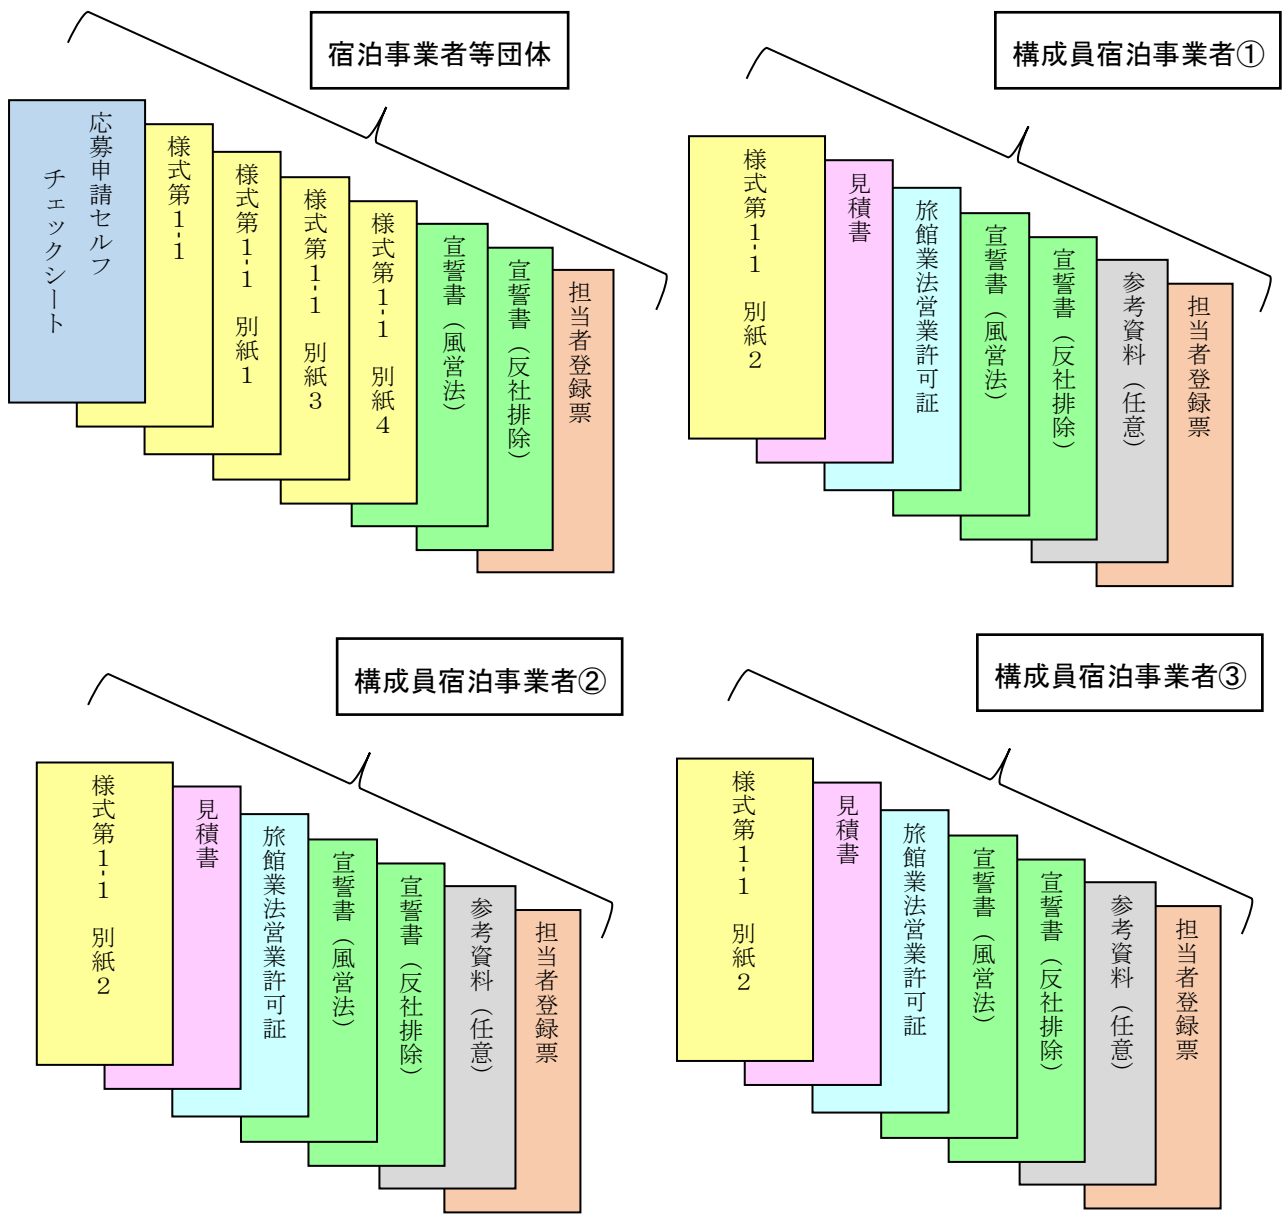 宿泊事業者等団体
応募申請セルフ
チェックシート
様式第1-1
様式第1-1 別紙1
様式第1-1 別紙3
様式第1-1 別紙4
宣誓書（風営法）
宣誓書（反社排除）
担当者登録票
構成員宿泊事業者①
様式第1-1 別紙2
見積書
旅館業法営業許可証
宣誓書（風営法）
宣誓書（反社排除）
参考資料（任意）
担当者登録票
構成員宿泊事業者②
様式第1-1 別紙2
見積書
旅館業法営業許可証
宣誓書（風営法）
宣誓書（反社排除）
参考資料（任意）
担当者登録票
構成員宿泊事業者③
様式第1-1 別紙2
見積書
旅館業法営業許可証
宣誓書（風営法）
宣誓書（反社排除）
参考資料（任意）
担当者登録票